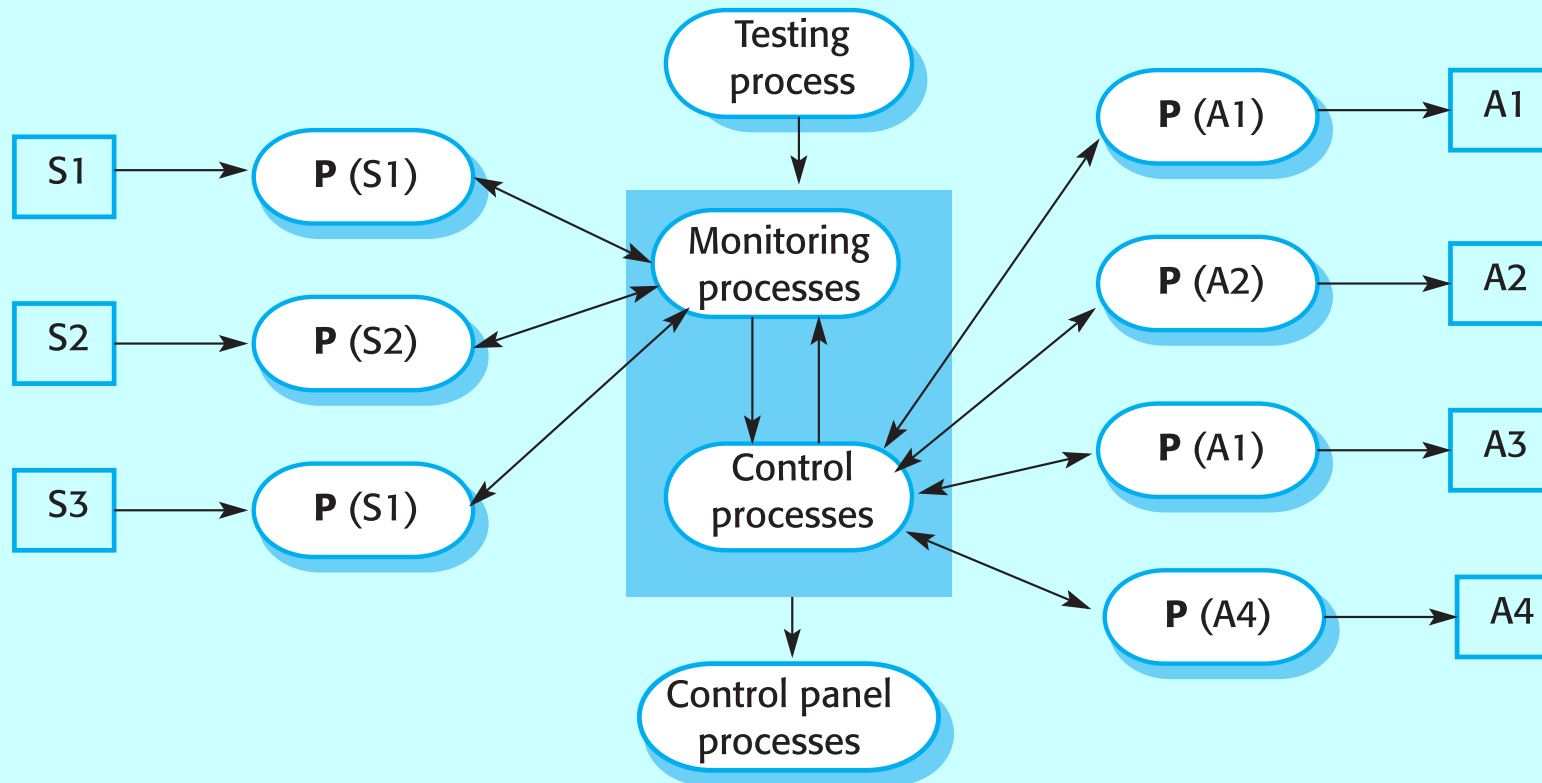 Testing
process
S1
P (S1)
S2
P (S2)
S3
P (S1)
Monitoring
processes
Control
processes
Control panel
processes
P (A1)
A1
P (A2)
A2
P (A1)
A3
P (A4)
A4